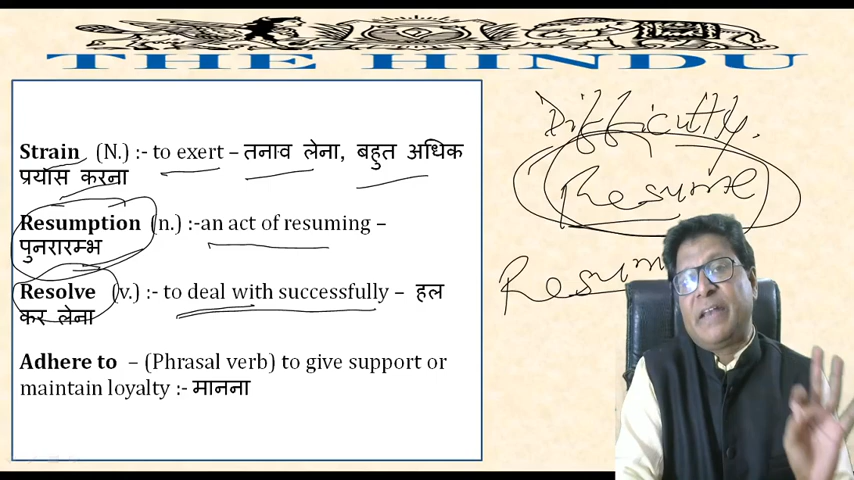 THE HINDU
Strain (N.) :- to exert – तनाव लेना, बहुत अधिक
प्रयास करना
Resumption (n.) :-an act of resuming –
पुनरारम्भ
Resolve (v.) :- to deal with successfully – हल
कर लेना
Adhere to – (Phrasal verb) to give support or
maintain loyalty :- मानना
Difficulty.
Resume